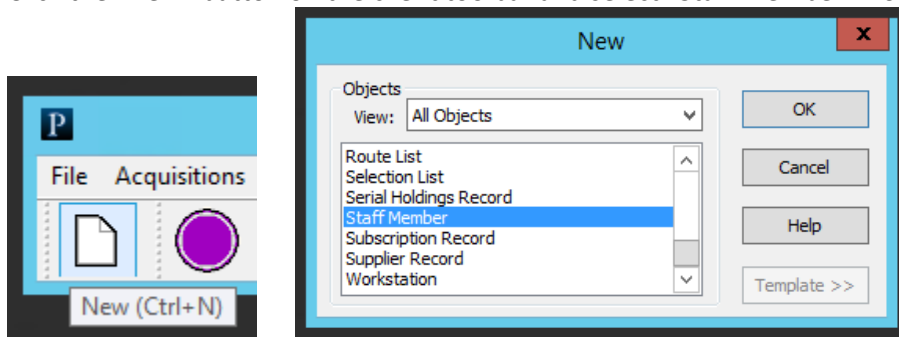 P
File Acquisitions
New (Ctrl+N)
New
x
Objects
View: All Objects
Route List
Selection List
Serial Holdings Record
Staff Member
Subscription Record
Supplier Record
Workstation
OK
Cancel
Help
Template >>